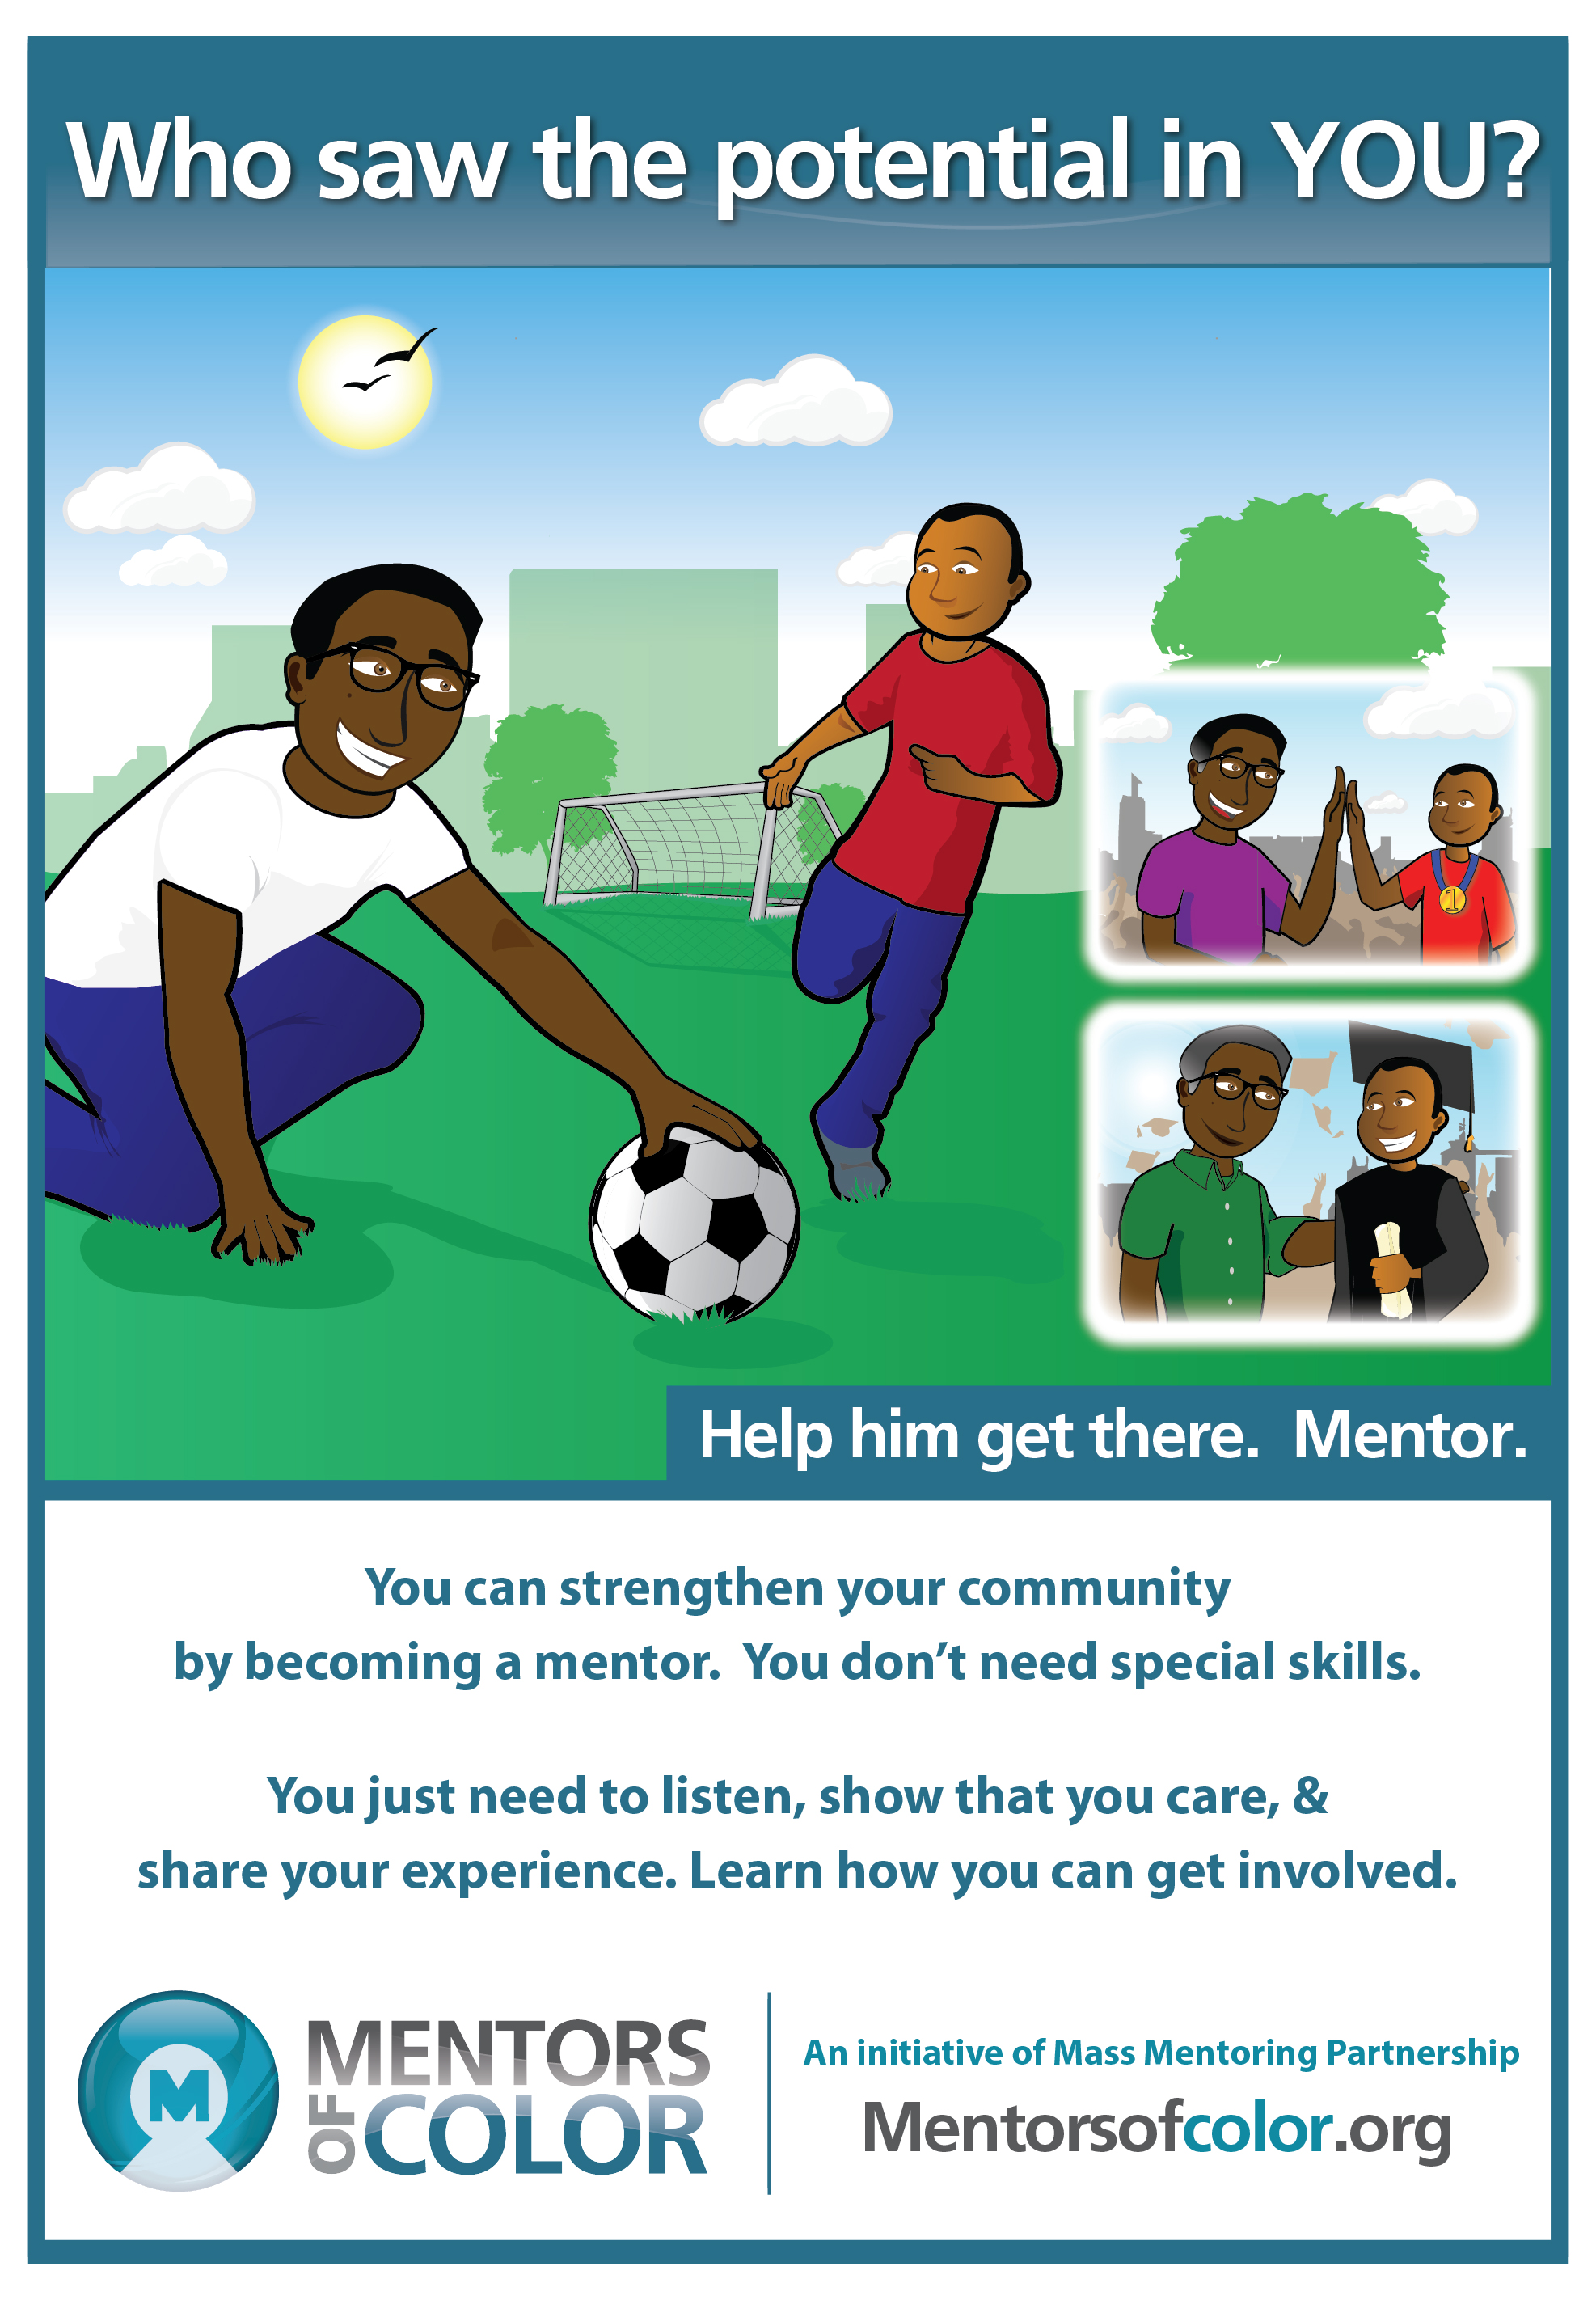 Who saw the potential in YOU?
1
Help him get there.  Mentor.
You can strengthen your community
by becoming a mentor.  You don't need special skills.
You just need to listen, show that you care, &
share your experience. Learn how you can get involved.
M
MENTORS
OF COLOR
An initiative of Mass Mentoring Partnership
Mentorsofcolor.org